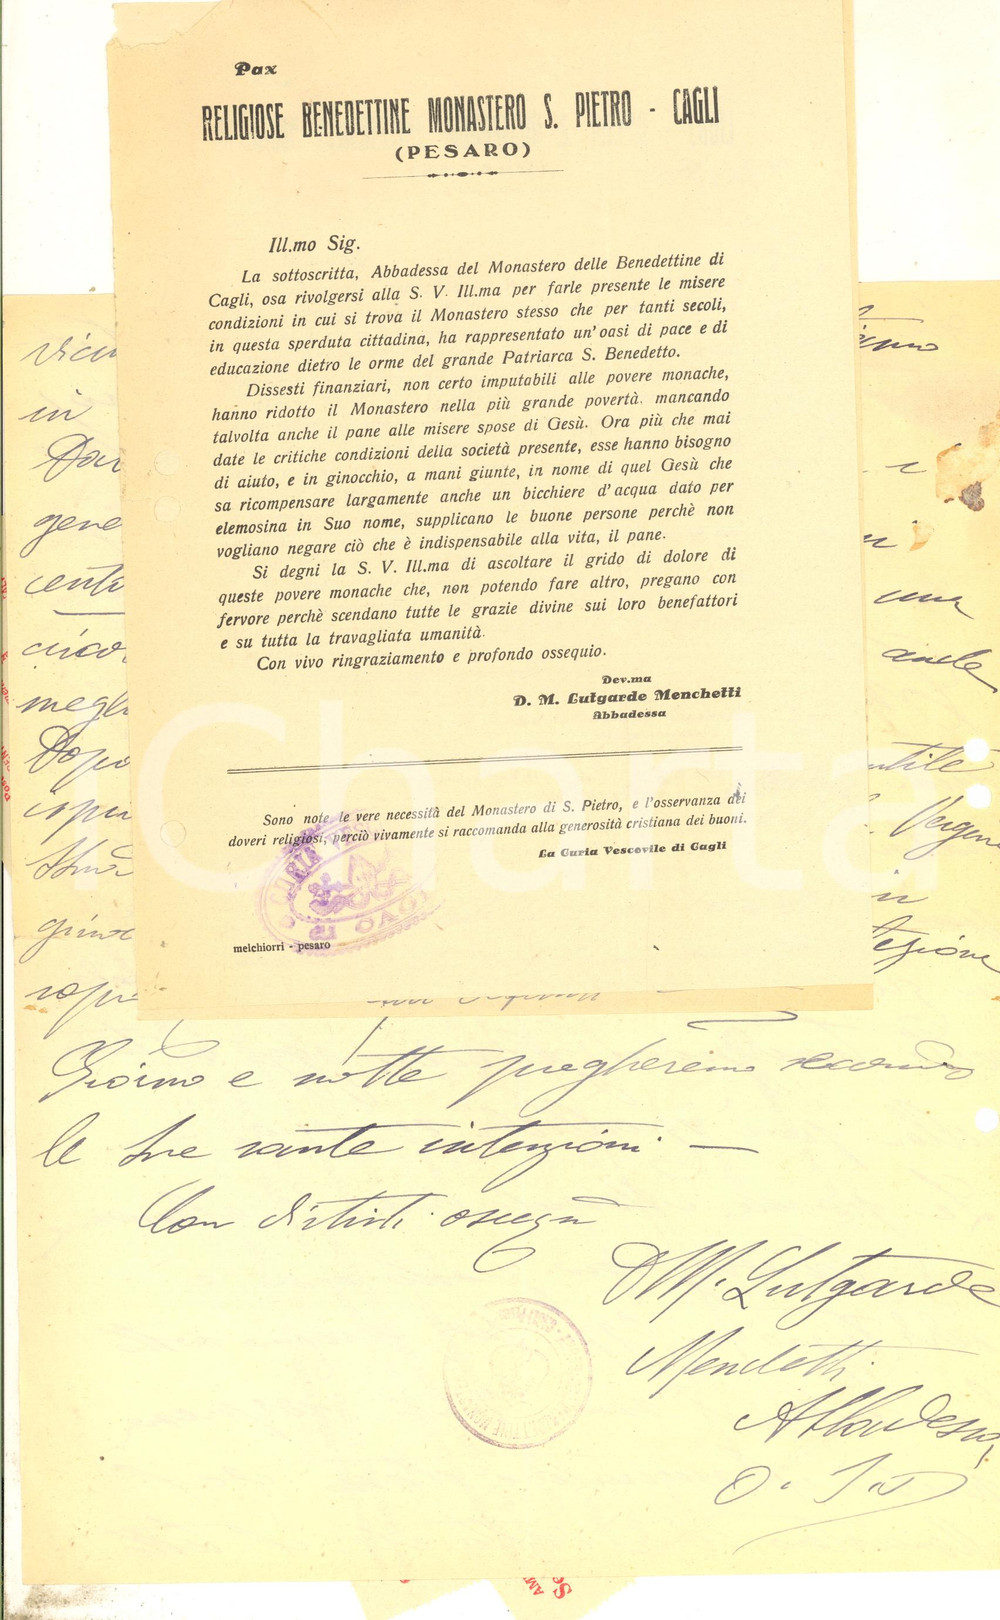 Pax
RELIGIOSE BENEDETTINE MONASTERO S. PIETRO - CAGLI
(PESARO)
Ill.mo Sig.
La sottoscritta, Abbadessa del Monastero delle Benedettine di
Cagli, osa rivolgersi alla S. V. Ill.ma per farle presente le misere
condizioni in cui si trova il Monastero stesso che per tanti secoli,
in questa sperduta cittadina, ha rappresentato un'oasi di pace e di
educazione dietro le orme del grande Patriarca S. Benedetto.
Dissesti finanziari, non certo imputabili alle povere monache,
hanno ridotto il Monastero nella più grande povertà. mancando
talvolta anche il pane alle misere spose di Gesù. Ora più che mai
date le critiche condizioni della società presente, esse hanno bisogno
di aiuto, e in ginocchio, a mani giunte, in nome di quel Gesù che
sa ricompensare largamente anche un bicchiere d'acqua dato per
elemosina in Suo nome, supplicano le buone persone perchè non
vogliano negare ciò che è indispensabile alla vita, il pane.
Si degni la S. V. Ill.ma di ascoltare il grido di dolore di
queste povere monache che, non potendo fare altro, pregano con
fervore perchè scendano tutte le grazie divine sui loro benefattori
e su tutta la travagliata umanità.
Con vivo ringraziamento e profondo ossequio.
Dev.ma
D. M. Lutgarde Menchetti
Abbadessa
Sono note le vere necessità del Monastero di S. Pietro, e l'osservanza dei
doveri religiosi, perciò vivamente si raccomanda alla generosità cristiana dei buoni.
La Curia Vescovile di Cagli
melchiorri - pesaro
in
una
Giorno e notte pregheremo secondo
le Sue sante intenzioni. —
Con distinti ossequi
D M. Lutgarde
Menchetti
Abbadessa